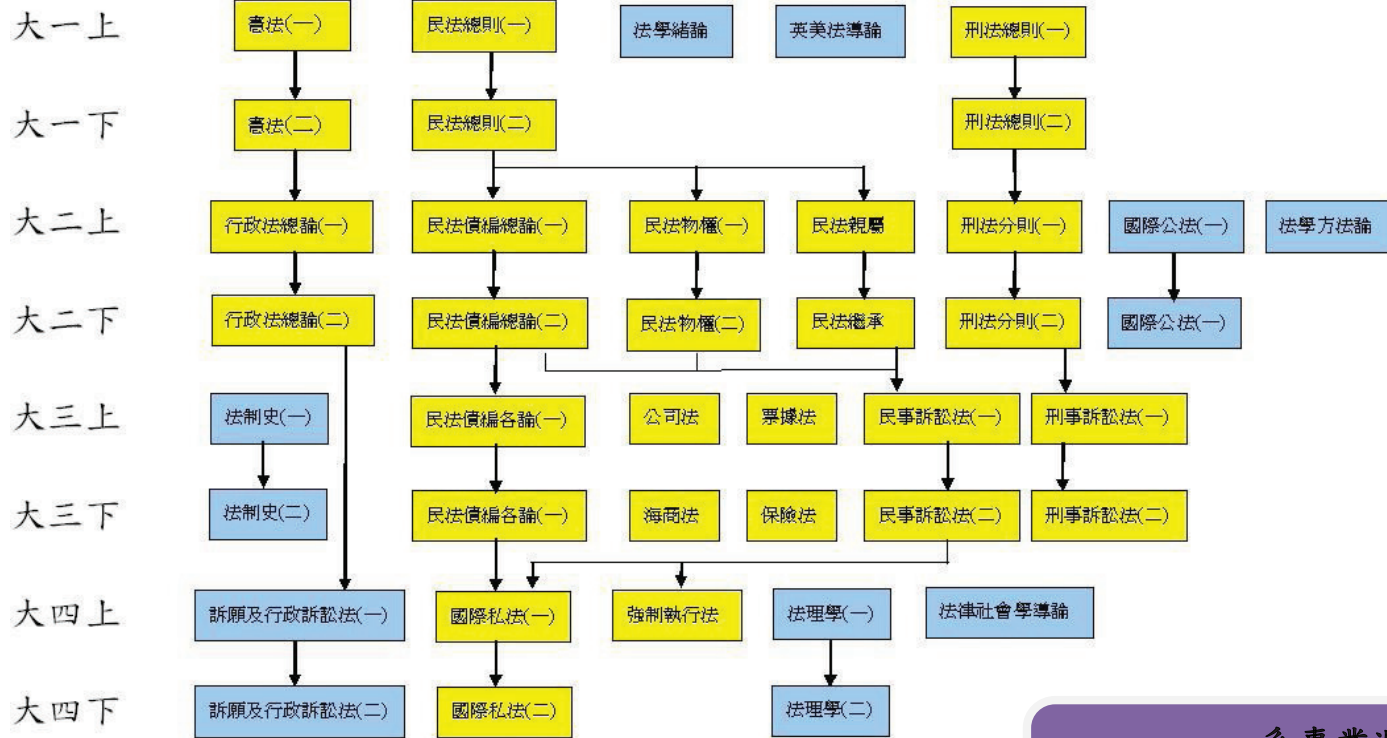 大一上 憲法(一) 民法總則(一) 法學緒論 英美法導論 刑法總則(一)
大一下 憲法(二) 民法總則(二) 刑法總則(二)
大二上 行政法總論(一) 民法債編總論(一) 民法物權(一) 民法親屬 刑法分則(一) 國際公法(一) 法學方法論
大二下 行政法總論(二) 民法債編總論(二) 民法物權(二) 民法繼承 刑法分則(二) 國際公法(一)
大三上 法制史(一) 民法債編各論(一) 公司法 票據法 民事訴訟法(一) 刑事訴訟法(一)
大三下 法制史(二) 民法債編各論(一) 海商法 保險法 民事訴訟法(二) 刑事訴訟法(二)
大四上 訴願及行政訴訟法(一) 國際私法(一) 強制執行法 法理學(一) 法律社會學導論
大四下 訴願及行政訴訟法(二) 國際私法(二) 法理學(二)